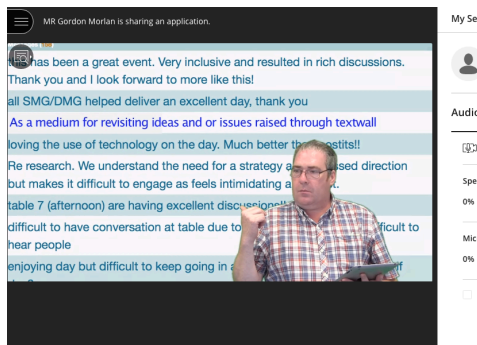 MR Gordon Morlan is sharing an application.
My Se
has been a great event. Very inclusive and resulted in rich discussions.
Thank you and I look forward to more like this!
all SMG/DMG helped deliver an excellent day, thank you
Audio
As a medium for revisiting ideas and or issues raised through textwall
loving the use of technology on the day. Much better
Re research. We understand the need for a strategy a sed direction
Spe
but makes it difficult to engage as feels intimidating a
0%
table 7 (afternoon) are having excellent
difficult to have conversation at table due to ficult to
Mic
hear people
0%
enjoying day but difficult to keep going in a